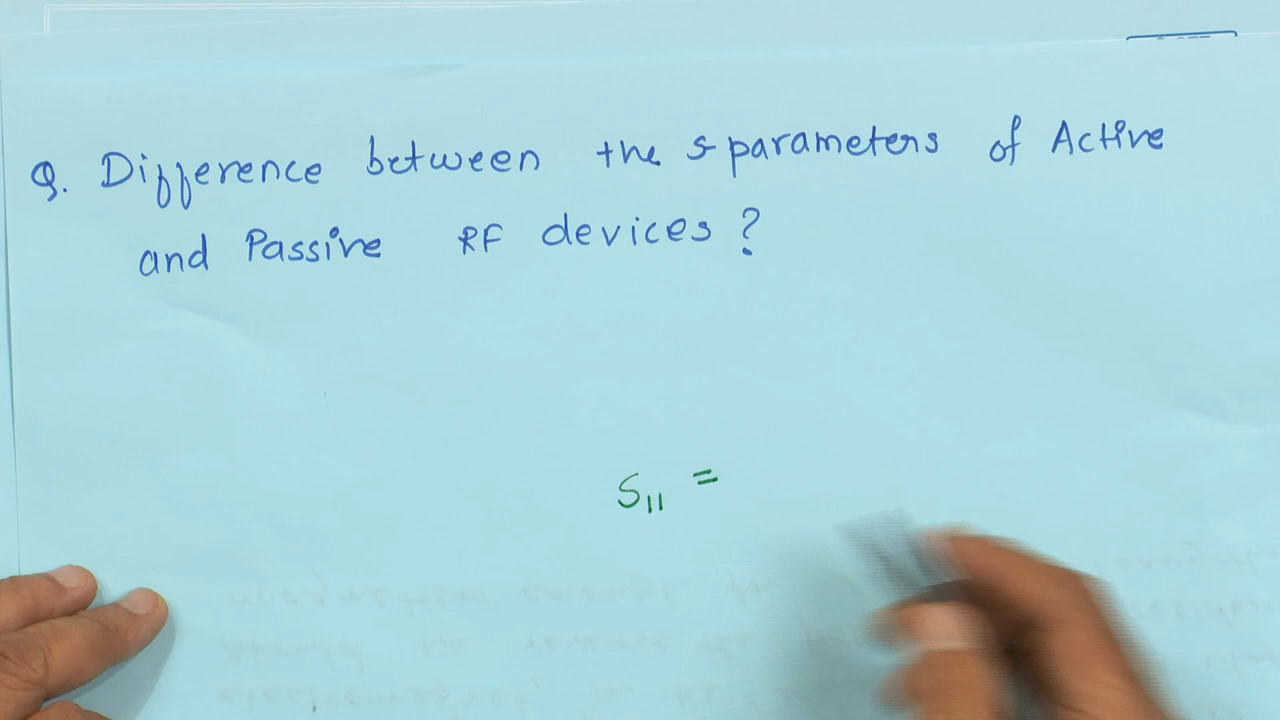 Q. Difference between the s parameters of Active
and Passive RF devices?
S11 =